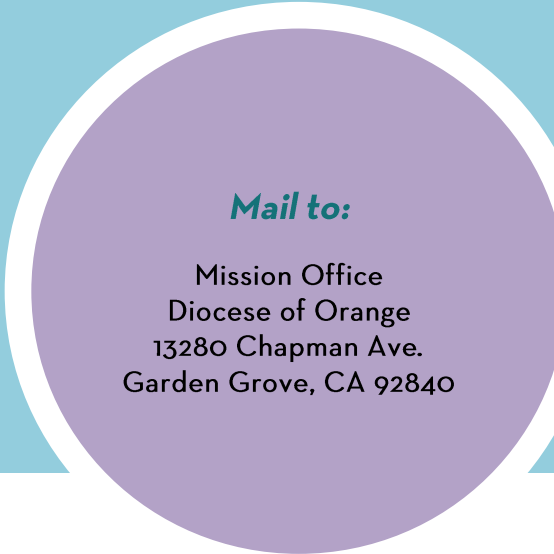 Mail to:
Mission Office
Diocese of Orange
13280 Chapman Ave.
Garden Grove, CA 92840